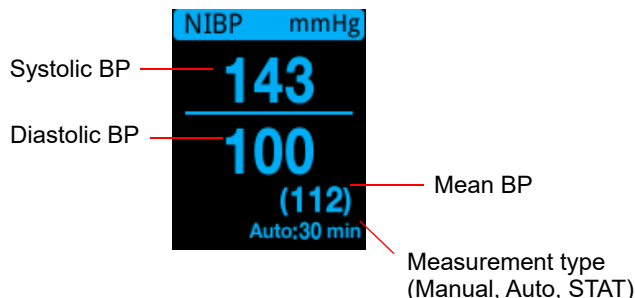 NIBP mmHg
Systolic BP
143
Diastolic BP
100
(112)
Mean BP
Auto:30 min
Measurement type
(Manual, Auto, STAT)